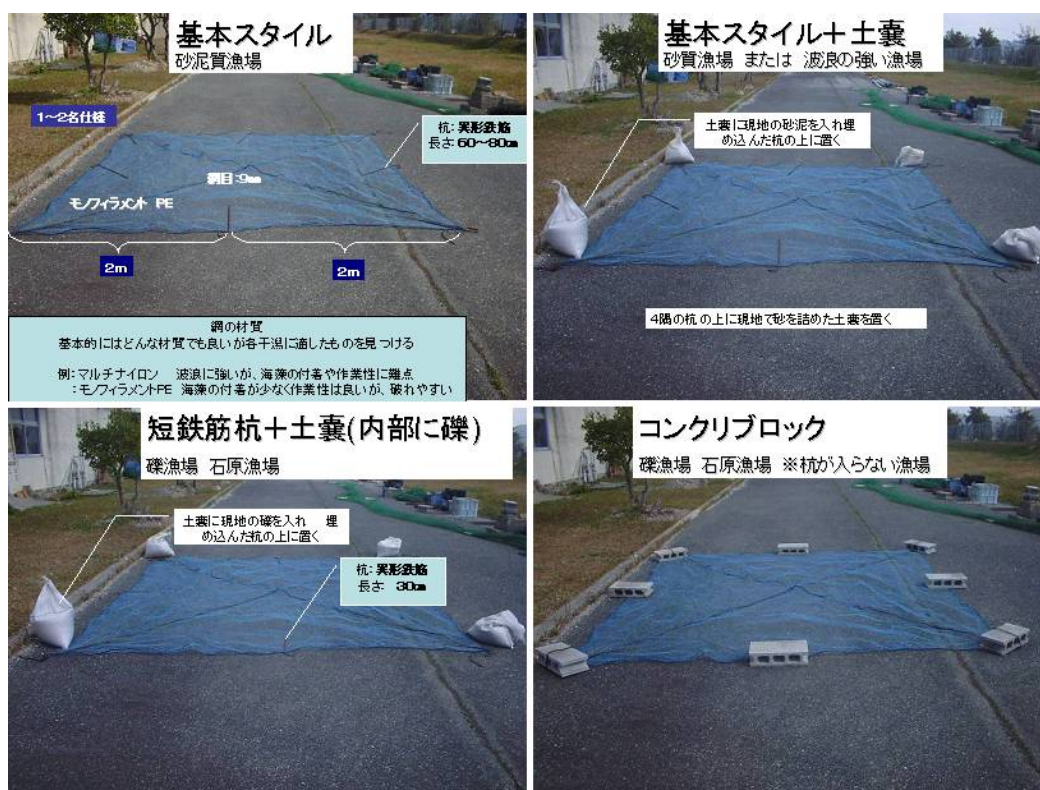 基本スタイル
砂泥質漁場
1〜2名仕様
杭：異形鉄筋
長さ：60〜80cm
網目：9mm
モノフィラメント PE
2m
2m
網の材質
基本的にはどんな材質でも良いが各干潟に適したものを見つける
例：マルチナイロン 波浪に強いが、海藻の付着や作業性に難点
：モノフィラメントPE 海藻の付着が少なく作業性は良いが、破れやすい
基本スタイル＋土嚢
砂質漁場 または 波浪の強い漁場
土嚢に現地の砂泥を入れ埋
め込んだ杭の上に置く
4隅の杭の上に現地で砂を詰めた土嚢を置く
短鉄筋杭＋土嚢(内部に礫)
礫漁場 石原漁場
土嚢に現地の礫を入れ 埋
め込んだ杭の上に置く
杭：異形鉄筋
長さ： 30cm
コンクリブロック
礫漁場 石原漁場 ※杭が入らない漁場